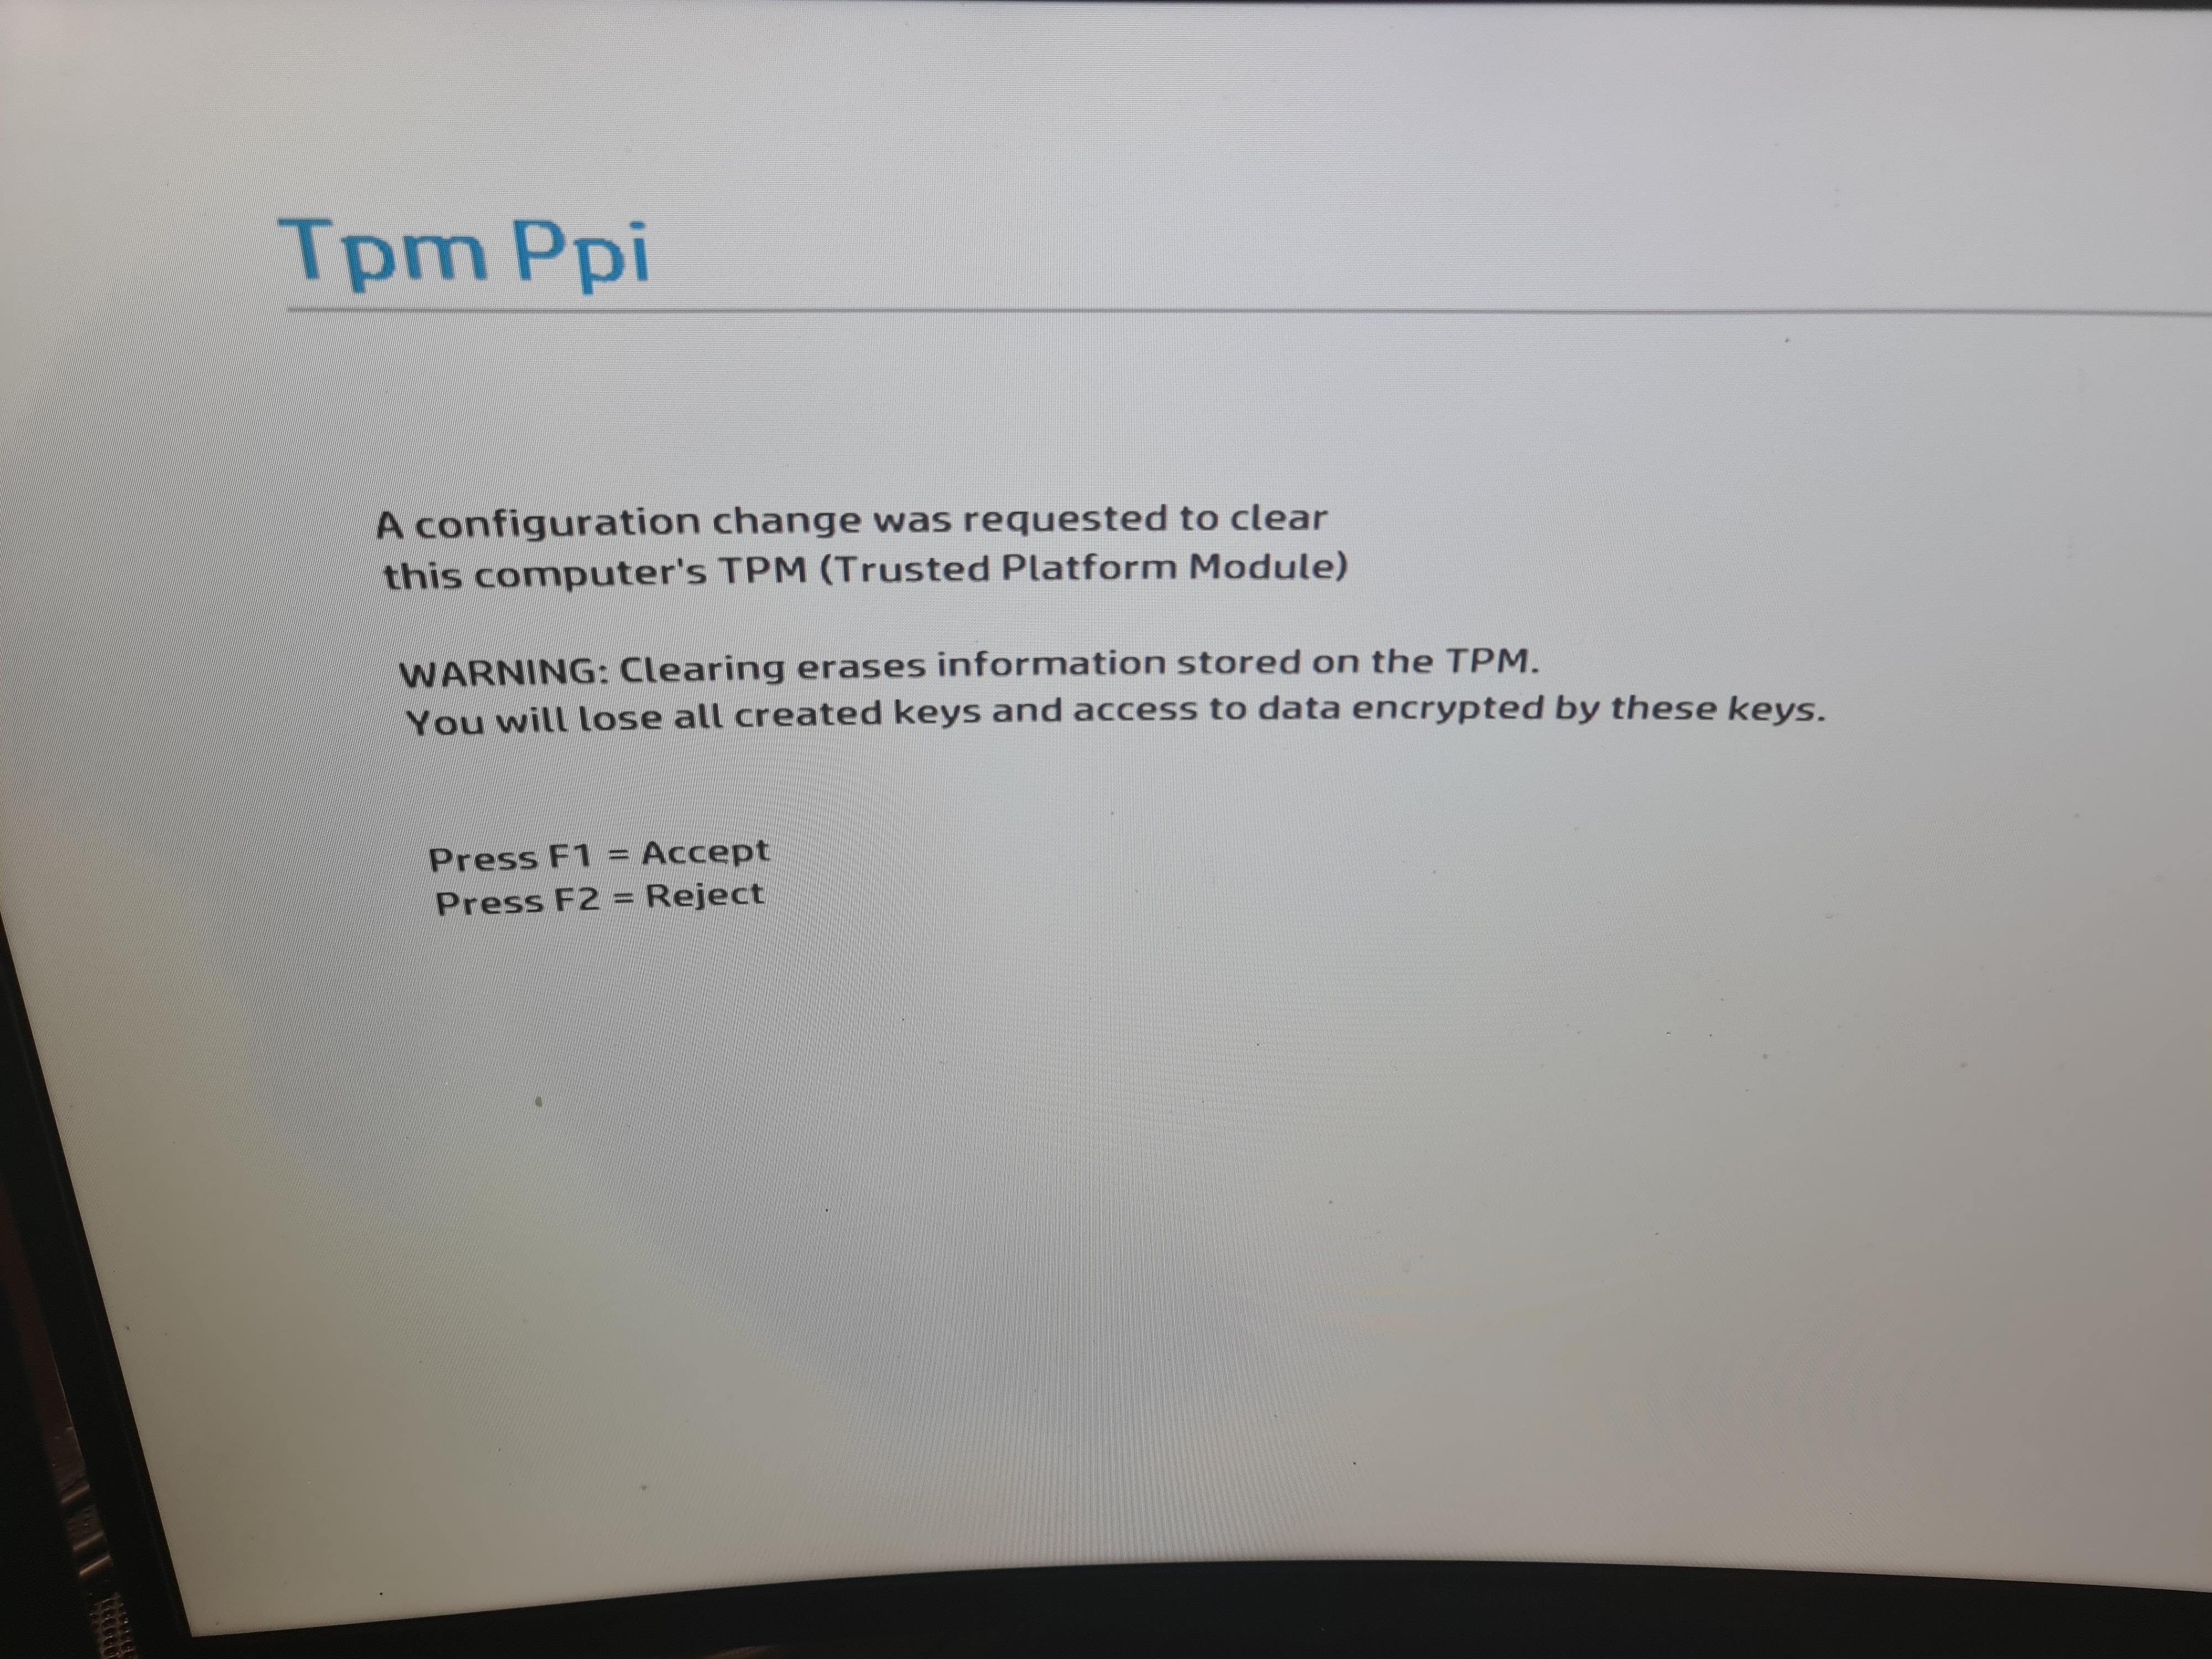 Tpm Ppi
A configuration change was requested to clear
this computer's TPM (Trusted Platform Module)
WARNING: Clearing erases information stored on the TPM.
You will lose all created keys and access to data encrypted by these keys.
Press F1 = Accept
Press F2 = Reject